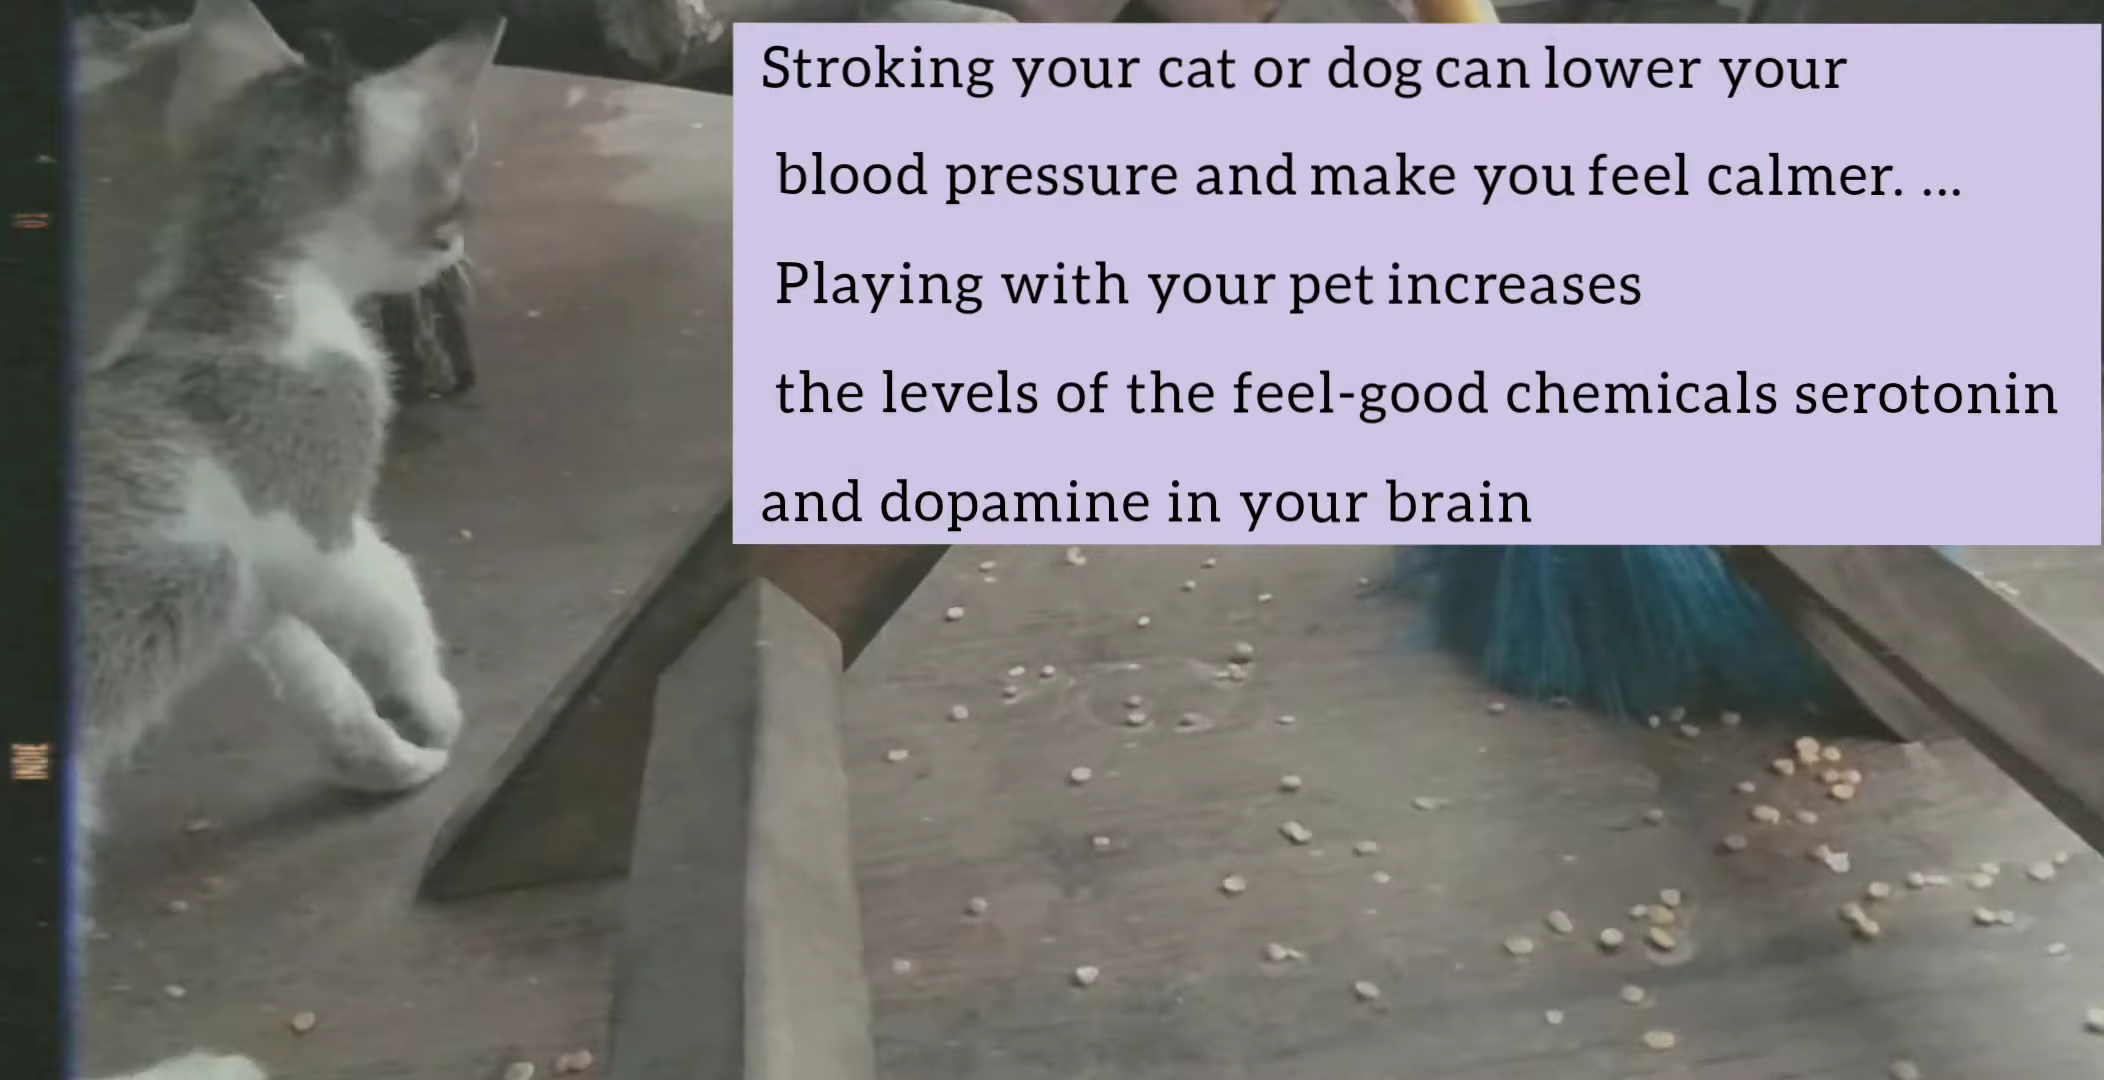 Stroking your cat or dog can lower your
blood pressure and make you feel calmer. ...
Playing with your pet increases
the levels of the feel-good chemicals serotonin
and dopamine in your brain
INDIE